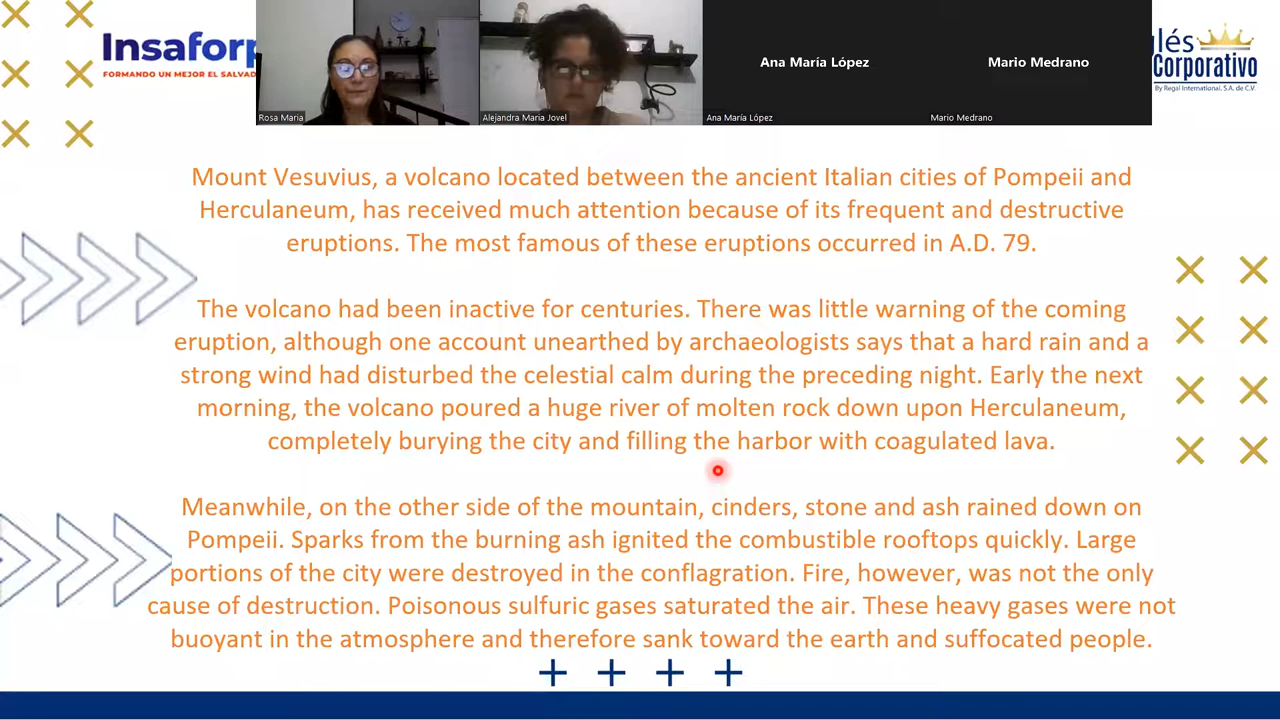 Insaforp
FORMANDO UN MEJOR EL SALVAD
Rosa Maria
Alejandra Maria Jovel
Ana María López
Ana María López
Mario Medrano
Mario Medrano
lés
Corporativo
By Regal International, S.A. de C.V.
Mount Vesuvius, a volcano located between the ancient Italian cities of Pompeii and
Herculaneum, has received much attention because of its frequent and destructive
eruptions. The most famous of these eruptions occurred in A.D. 79.
The volcano had been inactive for centuries. There was little warning of the coming
eruption, although one account unearthed by archaeologists says that a hard rain and a
strong wind had disturbed the celestial calm during the preceding night. Early the next
morning, the volcano poured a huge river of molten rock down upon Herculaneum,
completely burying the city and filling the harbor with coagulated lava.
Meanwhile, on the other side of the mountain, cinders, stone and ash rained down on
Pompeii. Sparks from the burning ash ignited the combustible rooftops quickly. Large
portions of the city were destroyed in the conflagration. Fire, however, was not the only
cause of destruction. Poisonous sulfuric gases saturated the air. These heavy gases were not
buoyant in the atmosphere and therefore sank toward the earth and suffocated people.